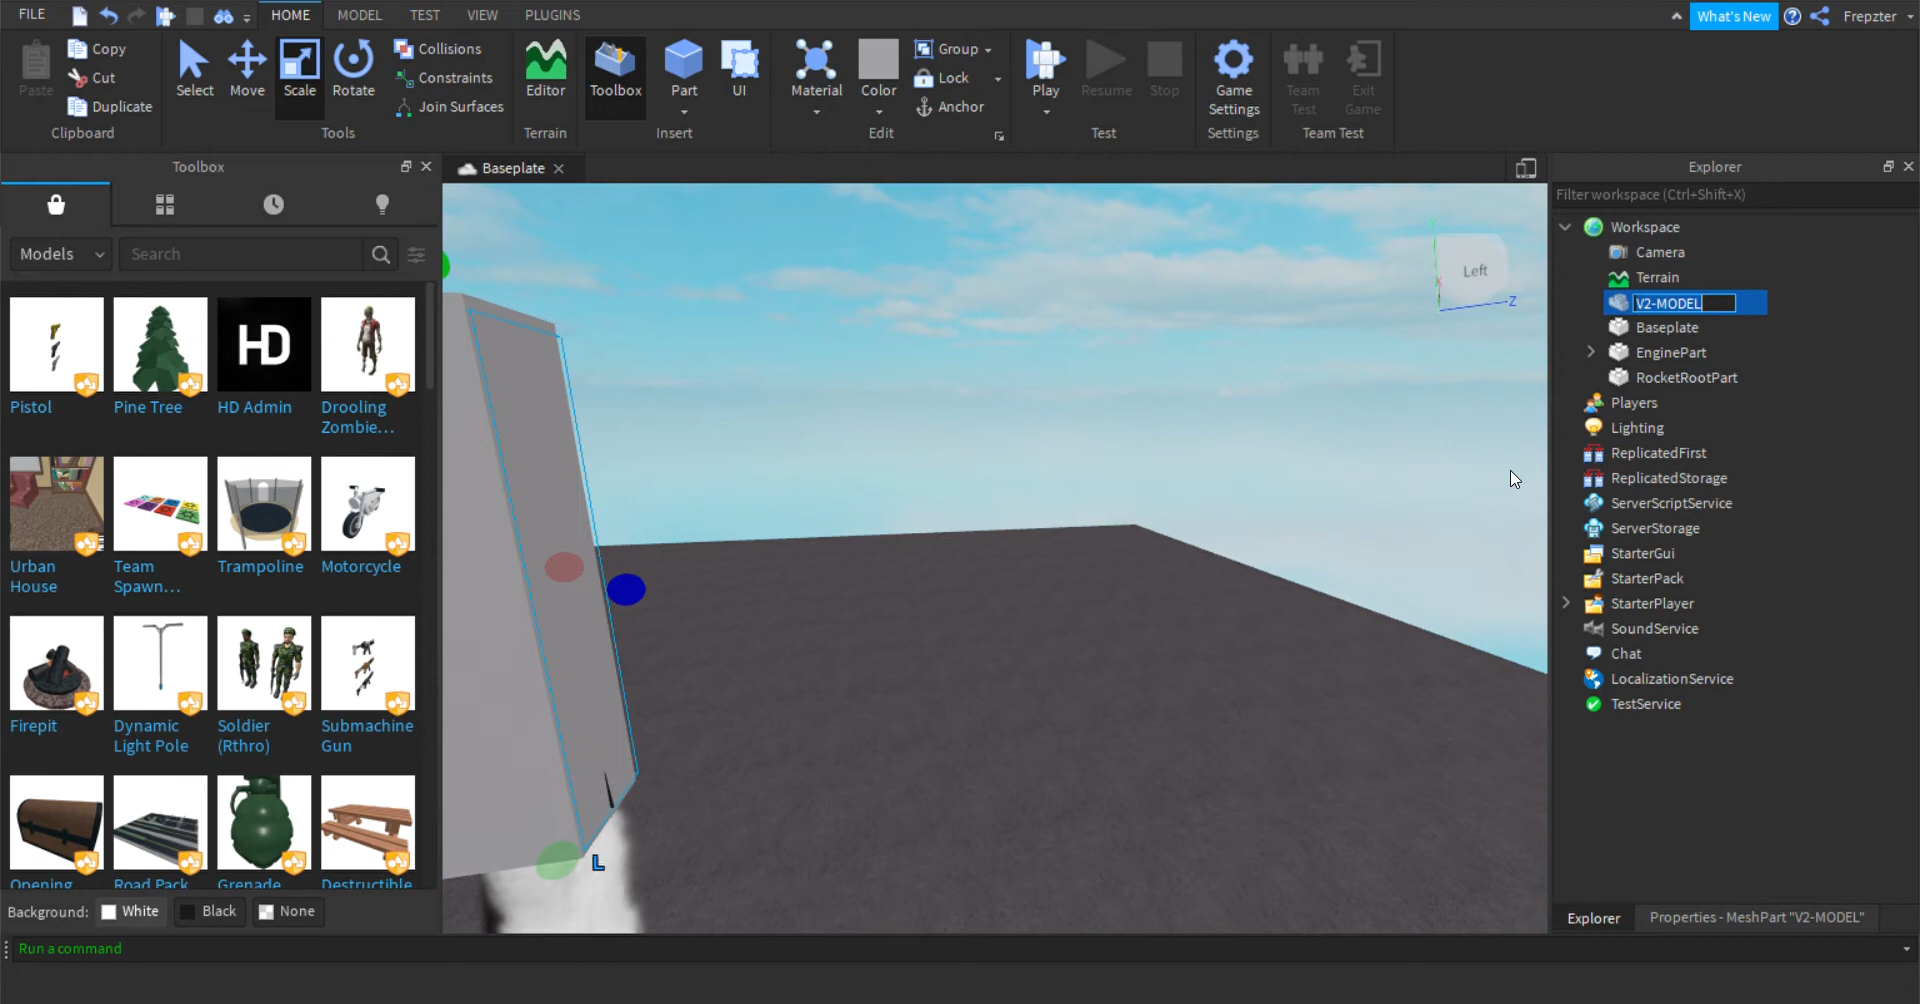 FILE HOME MODEL TEST VIEW PLUGINS What's New Frepzter
Paste Copy Cut Duplicate
Select Move Scale Rotate
Collisions
Constraints
Join Surfaces
Editor Toolbox Part UI
Material Color Group Lock Anchor
Play Resume Stop
Game
Settings
Team
Test
Exit
Game
Clipboard Tools Terrain Insert Edit Test Settings Team Test
Toolbox
Models Search
Pistol
Pine Tree
HD
HD Admin
Drooling
Zombie...
Urban
House
Team
Spawn...
Trampoline
Motorcycle
Firepit
Dynamic
Light Pole
Soldier
(Rthro)
Submachine
Gun
Opening
Road Pack
Grenade
Destructible
Background: White Black None
Baseplate
Y
X
Left
Z
L
Explorer
Filter workspace (Ctrl+Shift+X)
Workspace
Camera
Terrain
V2-MODEL
Baseplate
EnginePart
RocketRootPart
Players
Lighting
ReplicatedFirst
ReplicatedStorage
ServerScriptService
ServerStorage
StarterGui
StarterPack
StarterPlayer
SoundService
Chat
LocalizationService
TestService
Explorer Properties - MeshPart "V2-MODEL"
Run a command